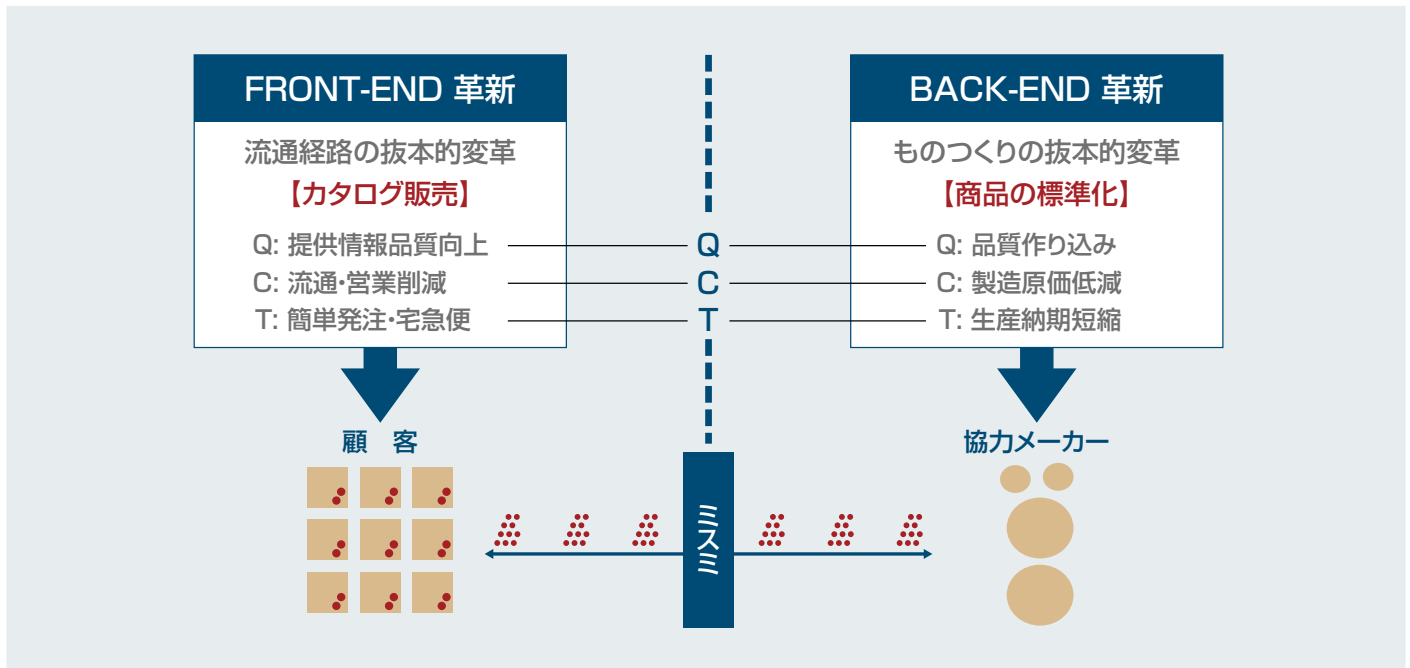 FRONT-END 革新
流通経路の抜本的変革
【カタログ販売】
Q: 提供情報品質向上
C: 流通・営業削減
T: 簡単発注・宅急便
Q
C
T
BACK-END 革新
ものつくりの抜本的変革
【商品の標準化】
Q: 品質作り込み
C: 製造原価低減
T: 生産納期短縮
顧　客
ミスミ
協力メーカー